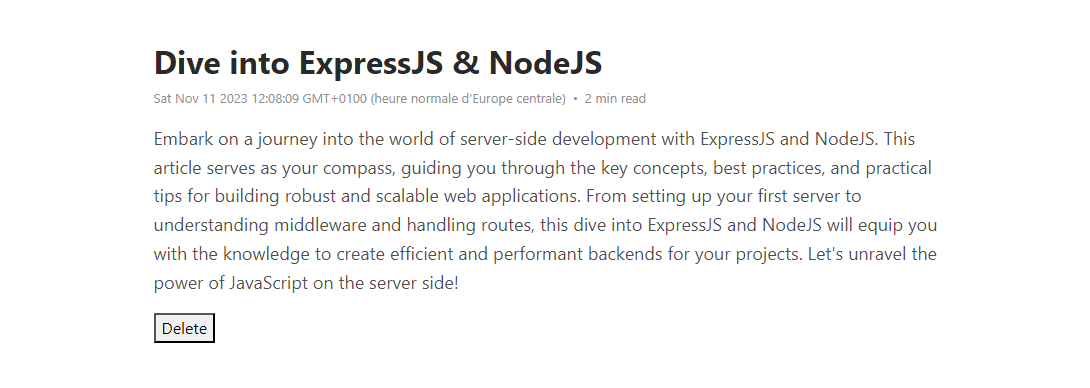 Dive into ExpressJS & NodeJS
Sat Nov 11 2023 12:08:09 GMT+0100 (heure normale d’Europe centrale) • 2 min read
Embark on a journey into the world of server-side development with ExpressJS and NodeJS. This
article serves as your compass, guiding you through the key concepts, best practices, and practical
tips for building robust and scalable web applications. From setting up your first server to
understanding middleware and handling routes, this dive into ExpressJS and NodeJS will equip you
with the knowledge to create efficient and performant backends for your projects. Let's unravel the
power of JavaScript on the server side!
Delete